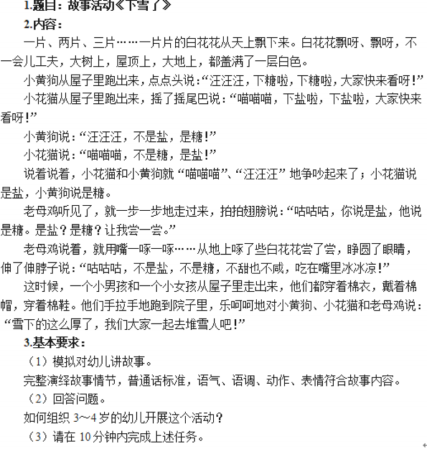 1.题目：故事活动《下雪了》
2.内容：
一片、两片、三片……一片片的白花花从天上飘下来。白花花飘呀、飘呀，不
一会儿工夫，大树上，屋顶上，大地上，都盖满了一层白色。
小黄狗从屋子里跑出来，点点头说：“汪汪汪，下糖啦，下糖啦，大家快来看呀！”
小花猫从屋子里跑出来，摇了摇尾巴说：“喵喵喵，下盐啦，下盐啦，大家快来
看呀！”
小黄狗说：“汪汪汪，不是盐，是糖！”
小花猫说：“喵喵喵，不是糖，是盐！”
说着说着，小花猫和小黄狗就“喵喵喵”、“汪汪汪”地争吵起来了；小花猫说
是盐，小黄狗说是糖。
老母鸡听见了，就一步一步地走过来，拍拍翅膀说：“咕咕咕，你说是盐，他说
是糖。是盐？是糖？让我尝一尝。”
老母鸡说着，就用嘴一啄一啄……从地上啄了些白花花尝了尝，睁圆了眼睛，
伸了伸脖子说：“咕咕咕，不是盐，不是糖，不甜也不咸，吃在嘴里冰冰凉！”
这时候，一个小男孩和一个小女孩从屋子里走出来，他们都穿着棉衣，戴着棉
帽，穿着棉鞋。他们手拉手地跑到院子里，乐呵呵地对小黄狗、小花猫和老母鸡说：
“雪下的这么厚了，我们大家一起去堆雪人吧！”
3.基本要求：
（1）模拟对幼儿讲故事。
完整演绎故事情节，普通话标准，语气、语调、动作、表情符合故事内容。
（2）回答问题。
如何组织 3～4 岁的幼儿开展这个活动？
（3）请在 10 分钟内完成上述任务。